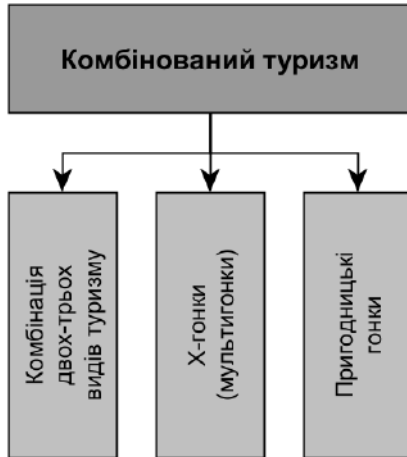 Комбінований туризм
Комбінація
двох-трьох
видів туризму
Х-гонки
(мультигонки)
Пригодницькі
гонки